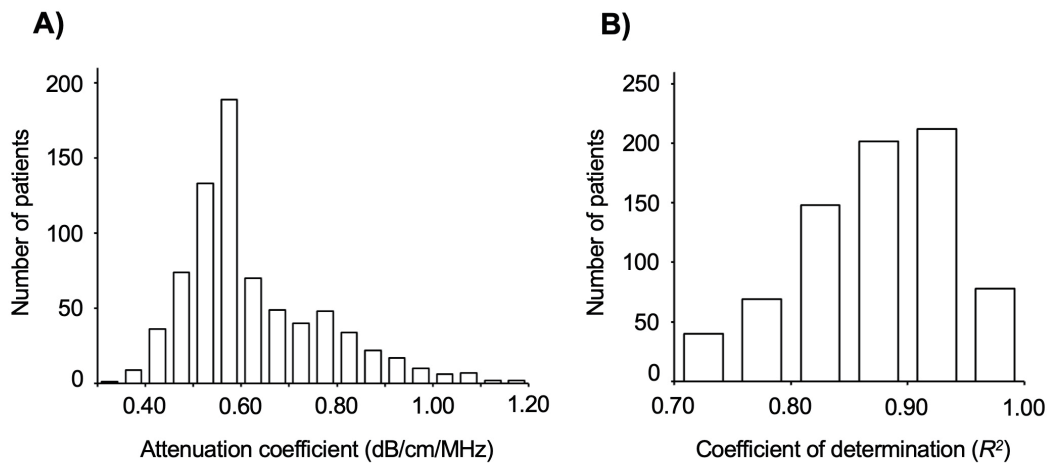 A)
Number of patients
200
150
100
50
0
0.40 0.60 0.80 1.00 1.20
Attenuation coefficient (dB/cm/MHz)
B)
Number of patients
250
200
150
100
50
0
0.70 0.80 0.90 1.00
Coefficient of determination (R²)